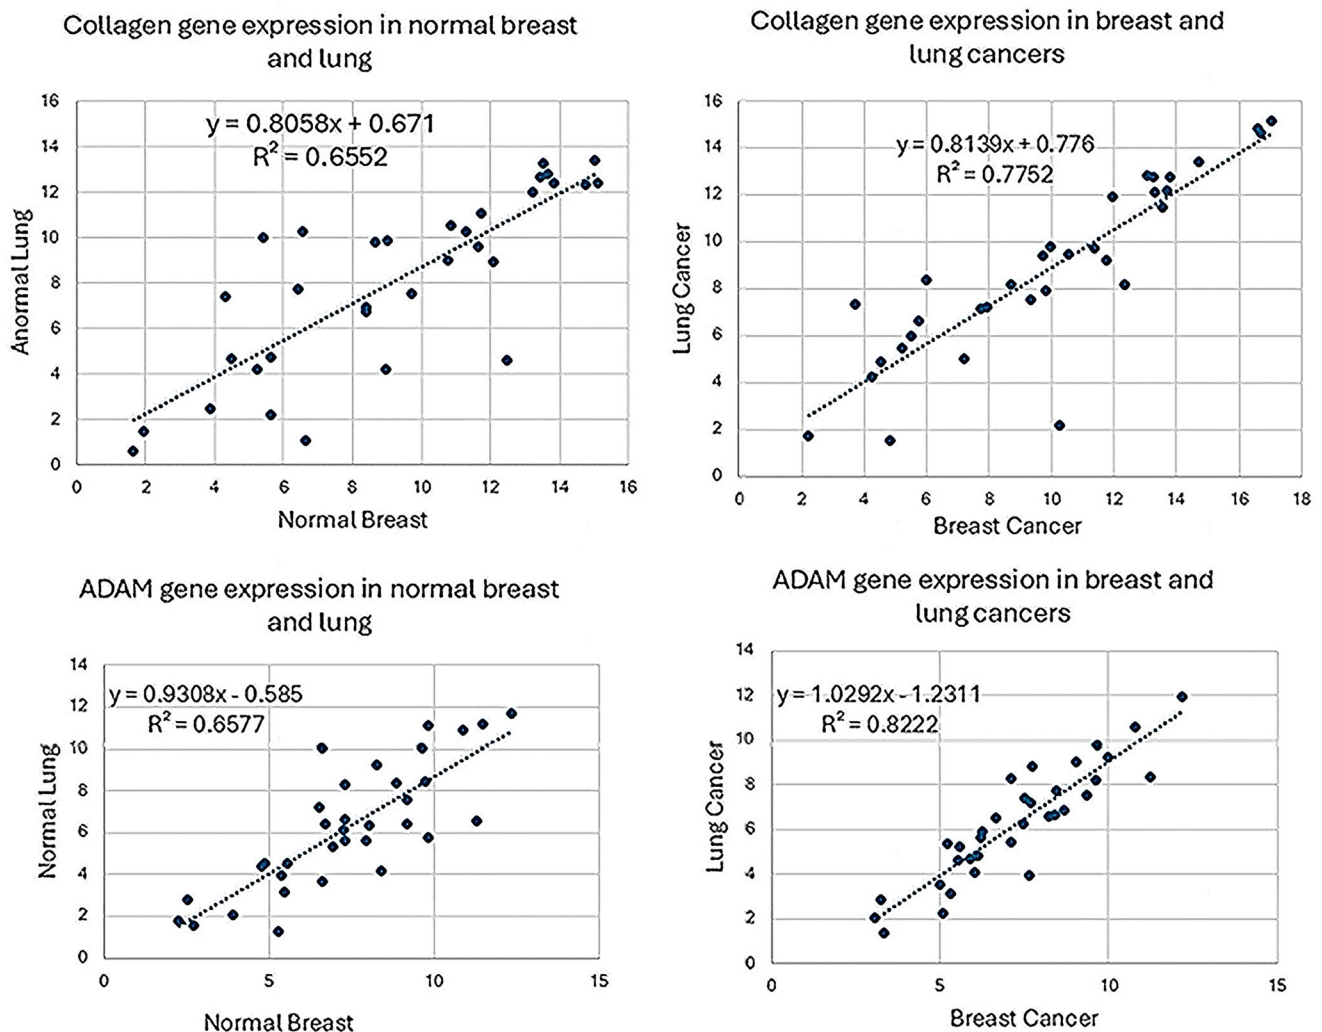 Collagen gene expression in normal breast
and lung
y = 0.8058x + 0.671
R² = 0.6552
16
14
12
10
8
6
4
2
0
0 2 4 6 8 10 12 14 16
Anormal Lung
Normal Breast
Collagen gene expression in breast and
lung cancers
y = 0.8139x + 0.776
R² = 0.7752
16
14
12
10
8
6
4
2
0
0 2 4 6 8 10 12 14 16 18
Lung Cancer
Breast Cancer
ADAM gene expression in normal breast
and lung
y = 0.9308x - 0.585
R² = 0.6577
14
12
10
8
6
4
2
0
0 5 10 15
Normal Lung
Normal Breast
ADAM gene expression in breast and
lung cancers
y = 1.0292x - 1.2311
R² = 0.8222
14
12
10
8
6
4
2
0
0 5 10 15
Lung Cancer
Breast Cancer